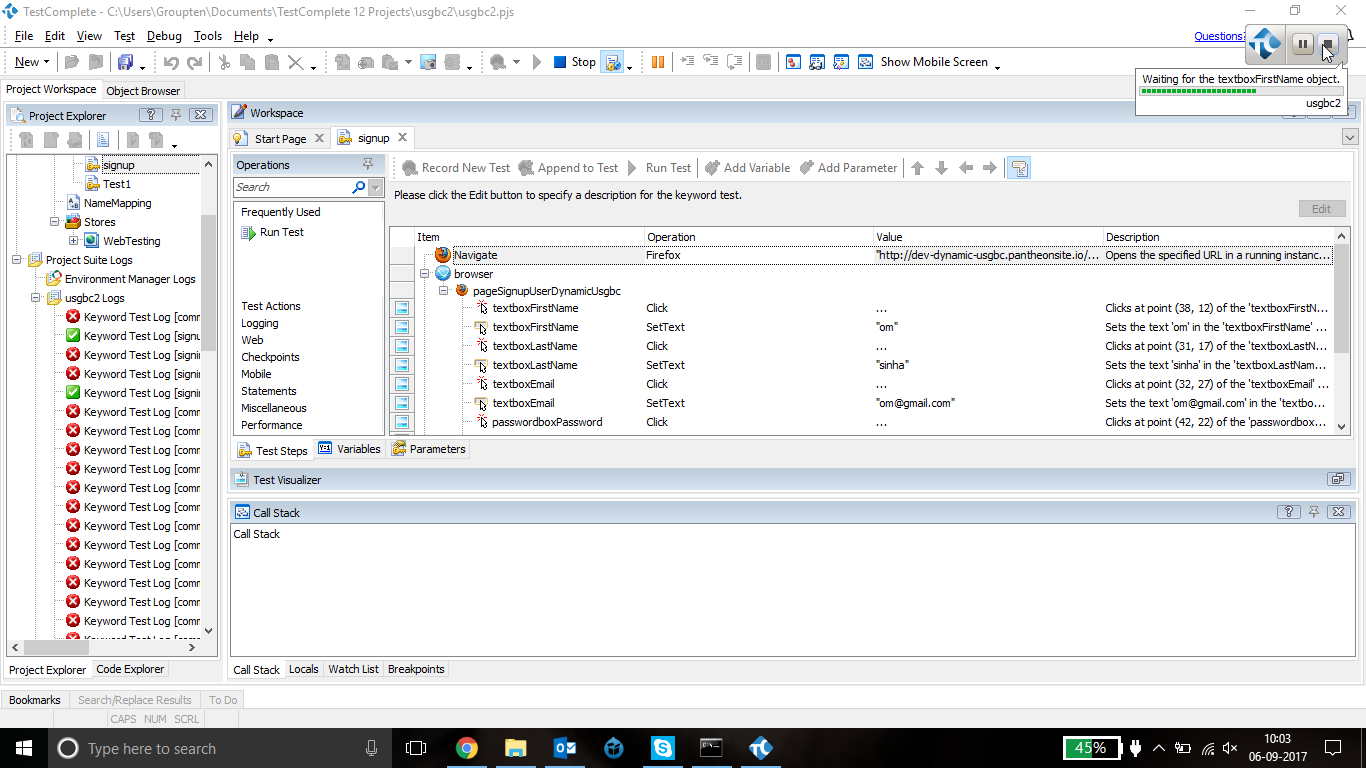 TestComplete - C:\Users\Groupten\Documents\TestComplete 12 Projects\usgbc2\usgbc2.pjs
File Edit View Test Debug Tools Help
Questions?
New
Stop
Show Mobile Screen
Waiting for the textboxFirstName object.
usgbc2
Project Workspace Object Browser
Project Explorer
Workspace
Start Page signup
Operations
Record New Test Append to Test Run Test Add Variable Add Parameter
Search
Please click the Edit button to specify a description for the keyword test.
Edit
signup
Test1
NameMapping
Stores
WebTesting
Project Suite Logs
Environment Manager Logs
usgbc2 Logs
Keyword Test Log [comr
Keyword Test Log [signu
Keyword Test Log [signi
Keyword Test Log [signi
Keyword Test Log [signi
Keyword Test Log [comr
Keyword Test Log [comr
Keyword Test Log [comr
Keyword Test Log [comr
Keyword Test Log [comr
Keyword Test Log [comr
Keyword Test Log [comr
Keyword Test Log [comr
Keyword Test Log [comr
Keyword Test Log [comr
Keyword Test Log [comr
Keyword Test Log [comr
Frequently Used
Run Test
Test Actions
Logging
Web
Checkpoints
Mobile
Statements
Miscellaneous
Performance
Item Operation Value Description
Navigate Firefox "http://dev-dynamic-usgbc.pantheonsite.io/... Opens the specified URL in a running instanc...
browser
pageSignupUserDynamicUsgbc
textboxFirstName Click ... Clicks at point (38, 12) of the 'textboxFirstN...
textboxFirstName SetText "om" Sets the text 'om' in the 'textboxFirstName' ...
textboxLastName Click ... Clicks at point (31, 17) of the 'textboxLastN...
textboxLastName SetText "sinha" Sets the text 'sinha' in the 'textboxLastNam...
textboxEmail Click ... Clicks at point (32, 27) of the 'textboxEmail' ...
textboxEmail SetText "om@gmail.com" Sets the text 'om@gmail.com' in the 'textbo...
passwordboxPassword Click ... Clicks at point (42, 22) of the 'passwordbox...
Test Steps Variables Parameters
Test Visualizer
Call Stack
Call Stack
Project Explorer Code Explorer
Call Stack Locals Watch List Breakpoints
Bookmarks Search/Replace Results To Do
CAPS NUM SCRL
Type here to search
45%
10:03
06-09-2017